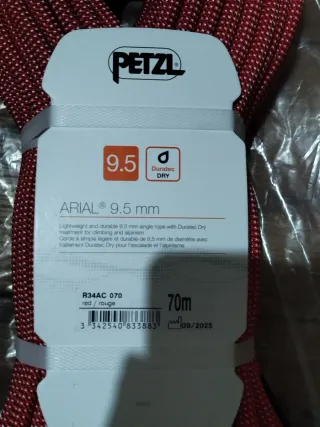 PETZL
9.5
Duratec
DRY
ARIAL® 9.5 mm
Lightweight and durable 9.5 mm single rope with Duratec Dry
treatment for climbing and alpinism
Corde à simple légère et durable de 9,5 mm de diamètre avec
traitement Duratec Dry pour l'escalade et l'alpinisme
R34AC 070
red / rouge
70m
3 342540 833883
09/2025